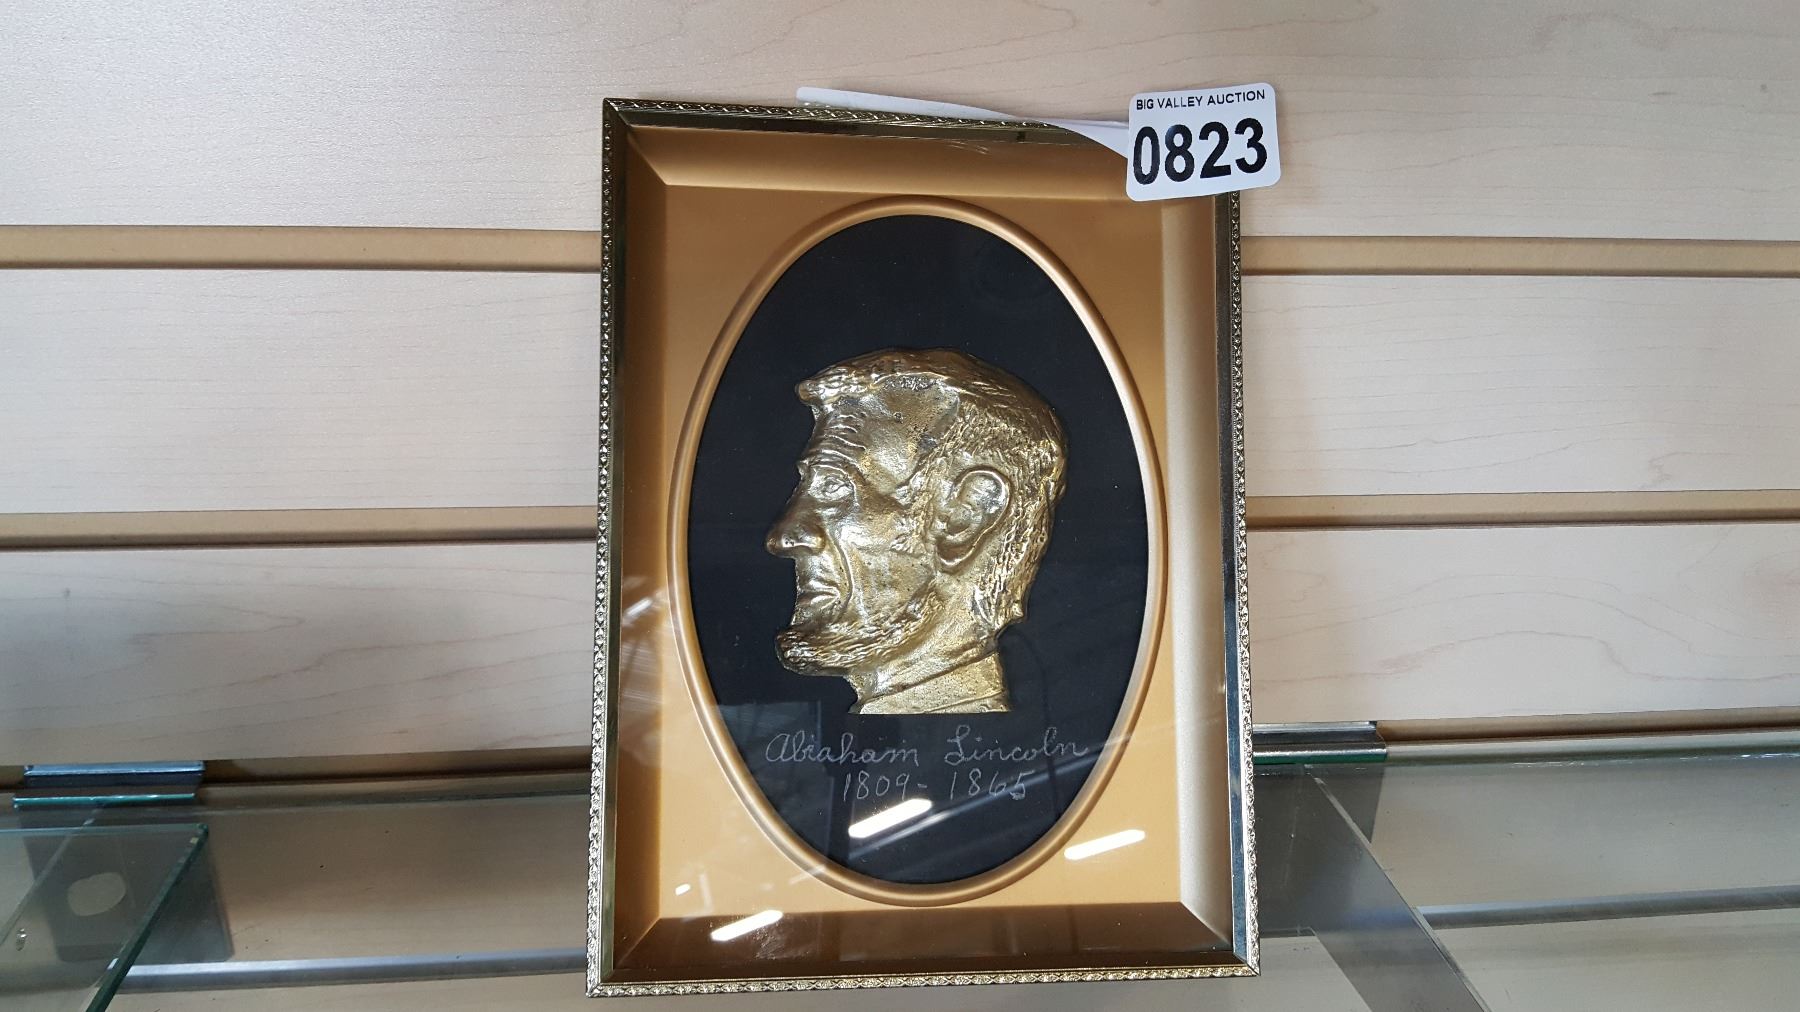 BIG VALLEY AUCTION
0823
Abraham Lincoln
1809-1865